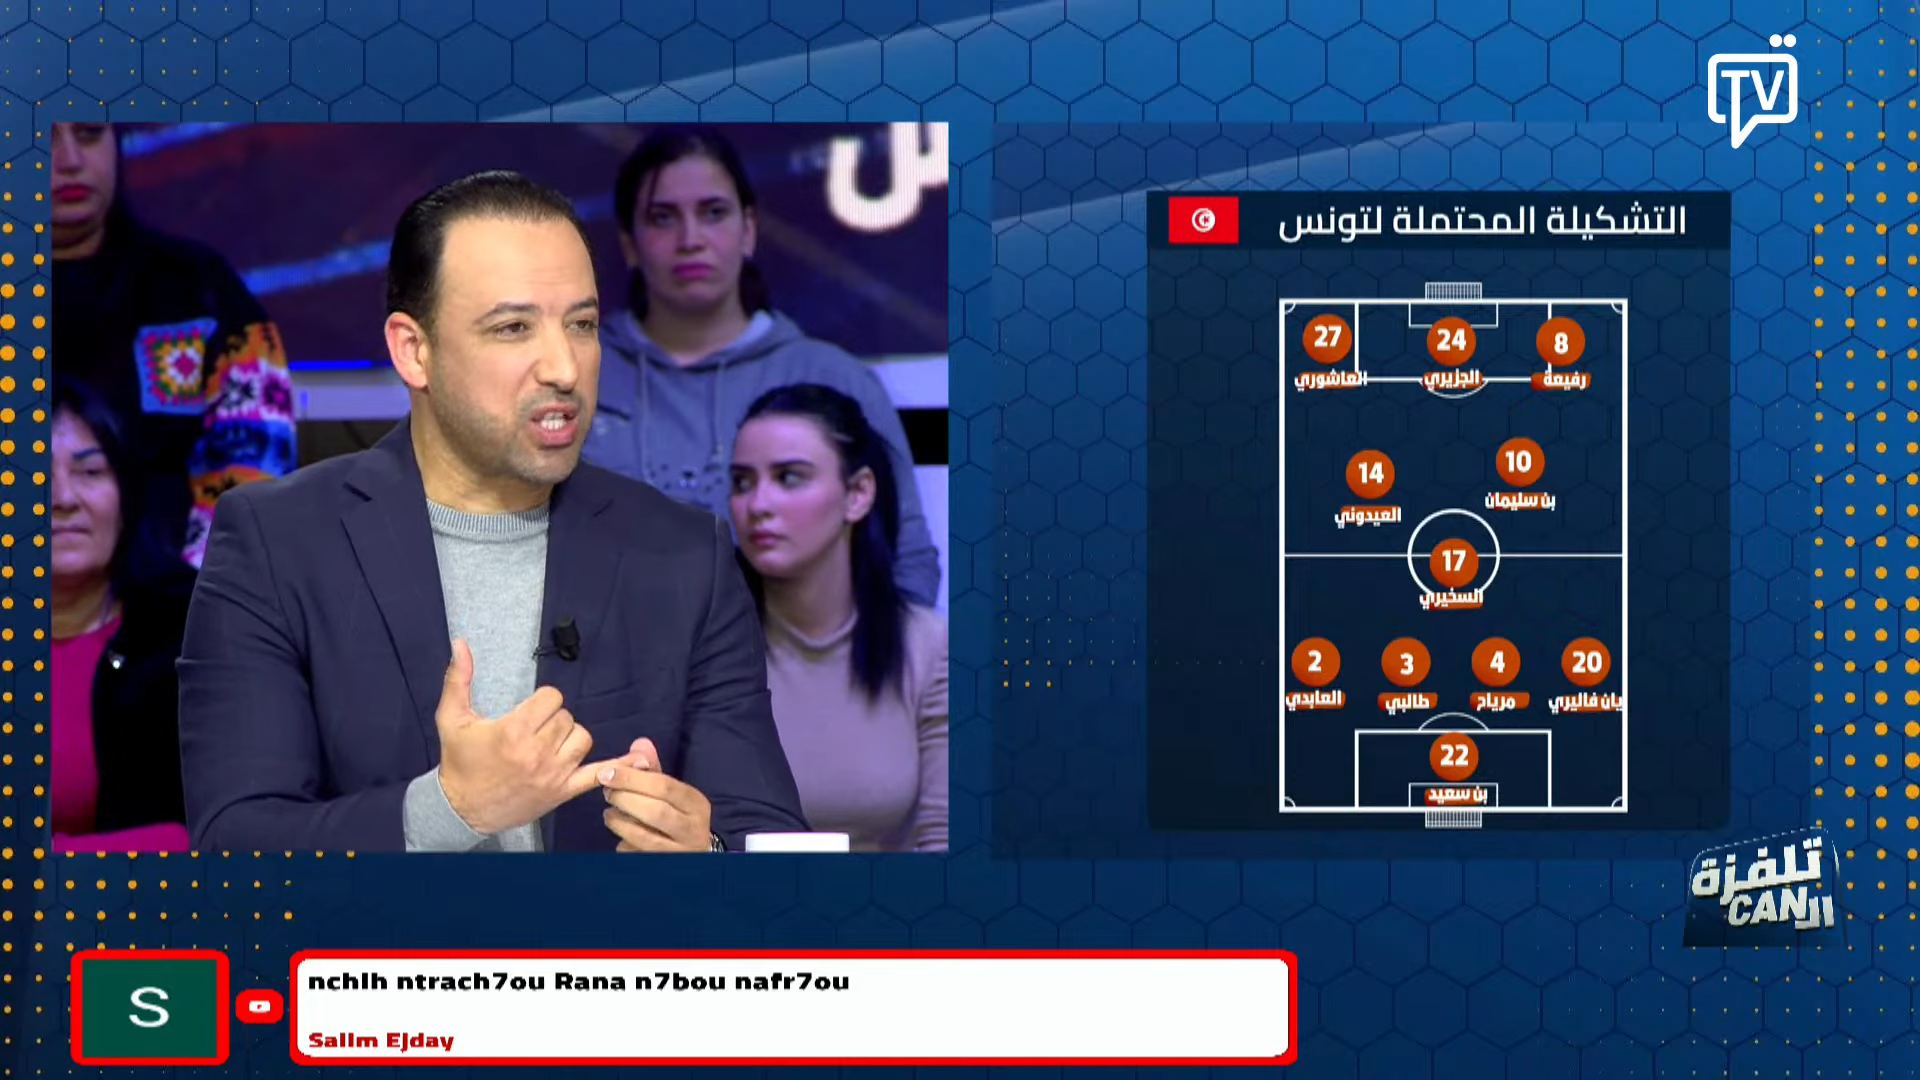 TV
التشكيلة المحتملة لتونس
27
24
8
العاشوري
الجزيري
رفيعة
14
10
العيدوني
بن سليمان
17
السخيري
2
3
4
20
العابدي
طالبي
مرياح
يان فاليري
22
بن سعيد
تلفزة
الـ CAN
S
nchlh ntrach7ou Rana n7bou nafr7ou
Salim Ejday